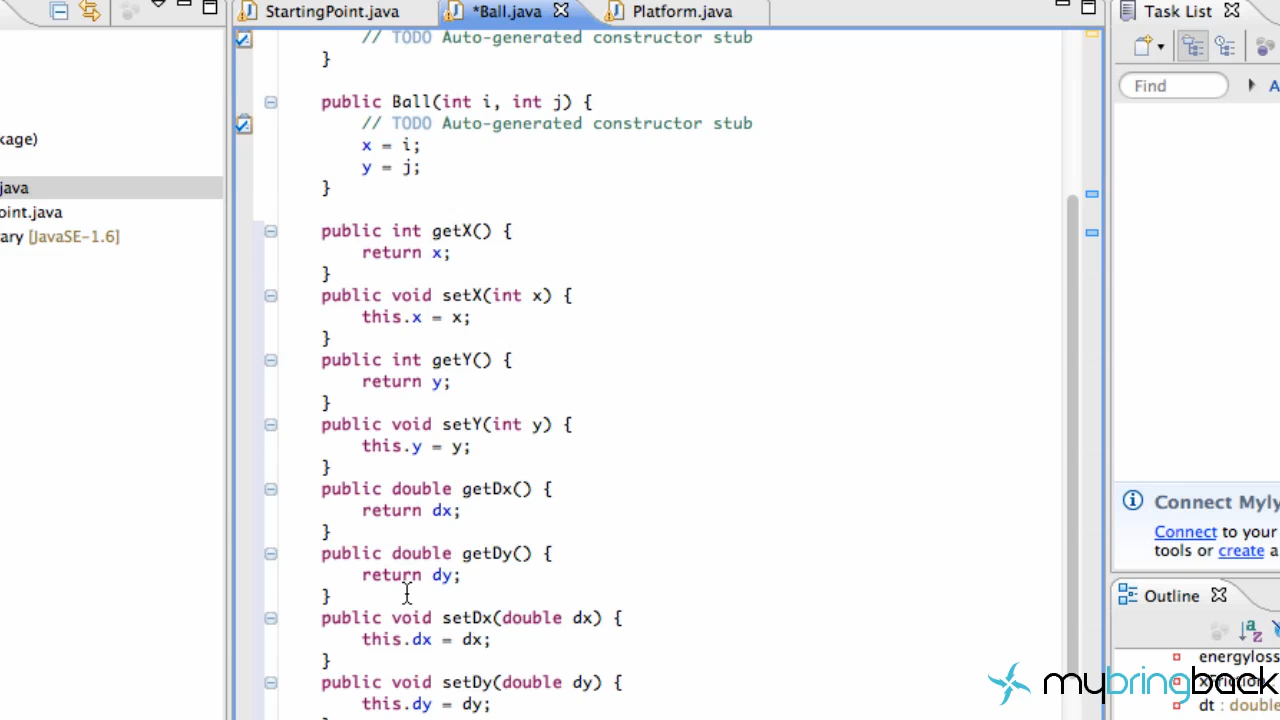 StartingPoint.java
*Ball.java
Platform.java
Task List
// TODO Auto-generated constructor stub
}
Find
A
public Ball(int i, int j) {
// TODO Auto-generated constructor stub
x = i;
y = j;
}
kage)
java
oint.java
ary [JavaSE-1.6]
public int getX() {
return x;
}
public void setX(int x) {
this.x = x;
}
public int getY() {
return y;
}
public void setY(int y) {
this.y = y;
}
public double getDx() {
return dx;
}
public double getDy() {
return dy;
}
public void setDx(double dx) {
this.dx = dx;
}
public void setDy(double dy) {
this.dy = dy;
Connect Myly
Connect to your
tools or create a
Outline
energyloss
xFriction
dt : double
mybringback